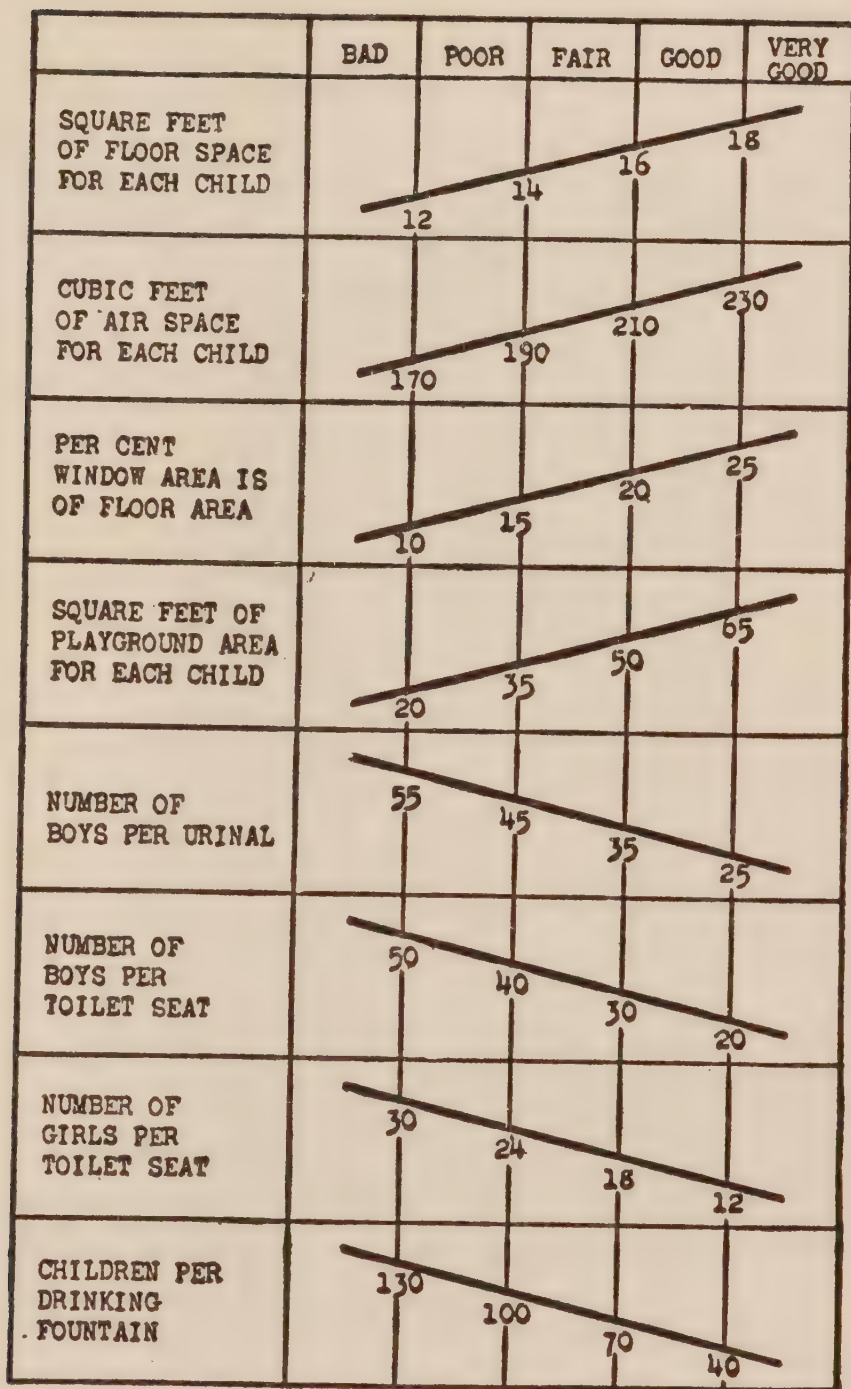 BAD POOR FAIR GOOD VERY GOOD
SQUARE FEET
OF FLOOR SPACE
FOR EACH CHILD
12 14 16 18
CUBIC FEET
OF AIR SPACE
FOR EACH CHILD
170 190 210 230
PER CENT
WINDOW AREA IS
OF FLOOR AREA
10 15 20 25
SQUARE FEET OF
PLAYGROUND AREA
FOR EACH CHILD
20 35 50 65
NUMBER OF
BOYS PER URINAL
55 45 35 25
NUMBER OF
BOYS PER
TOILET SEAT
50 40 30 20
NUMBER OF
GIRLS PER
TOILET SEAT
30 24 18 12
CHILDREN PER
DRINKING
FOUNTAIN
130 100 70 40